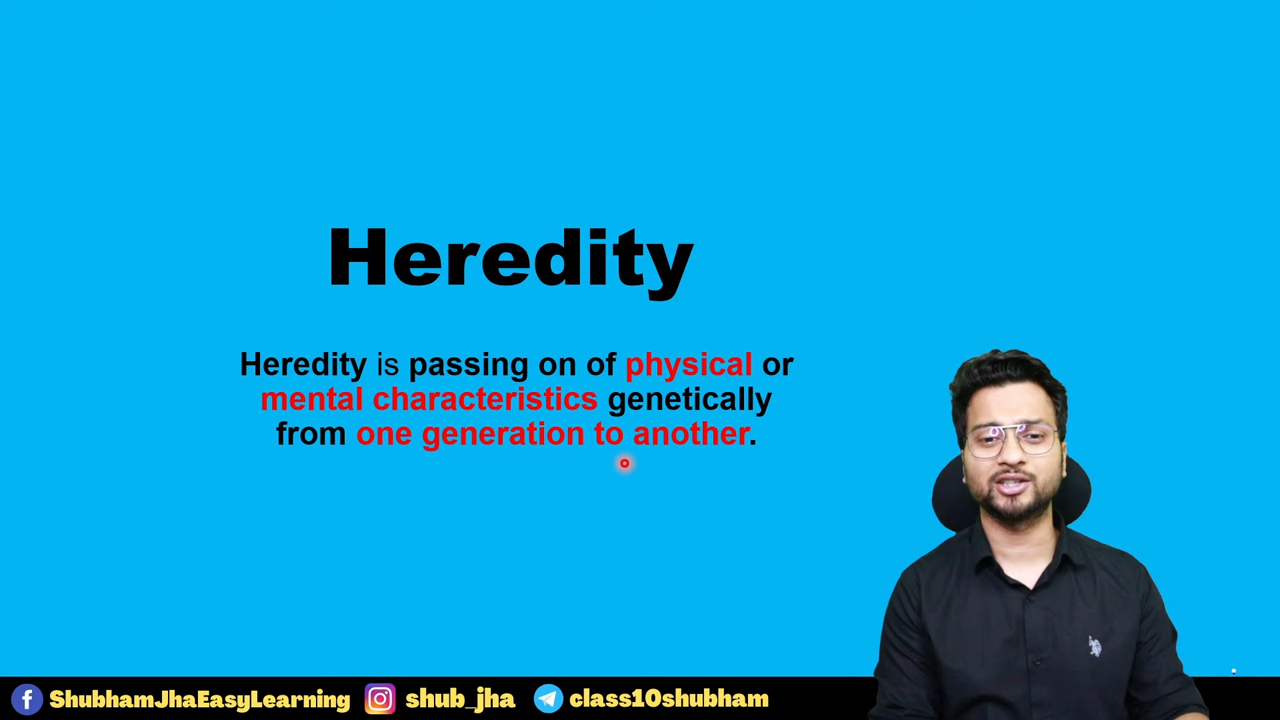 Heredity
Heredity is passing on of physical or
mental characteristics genetically
from one generation to another.
ShubhamJhaEasyLearning shub_jha class10shubham